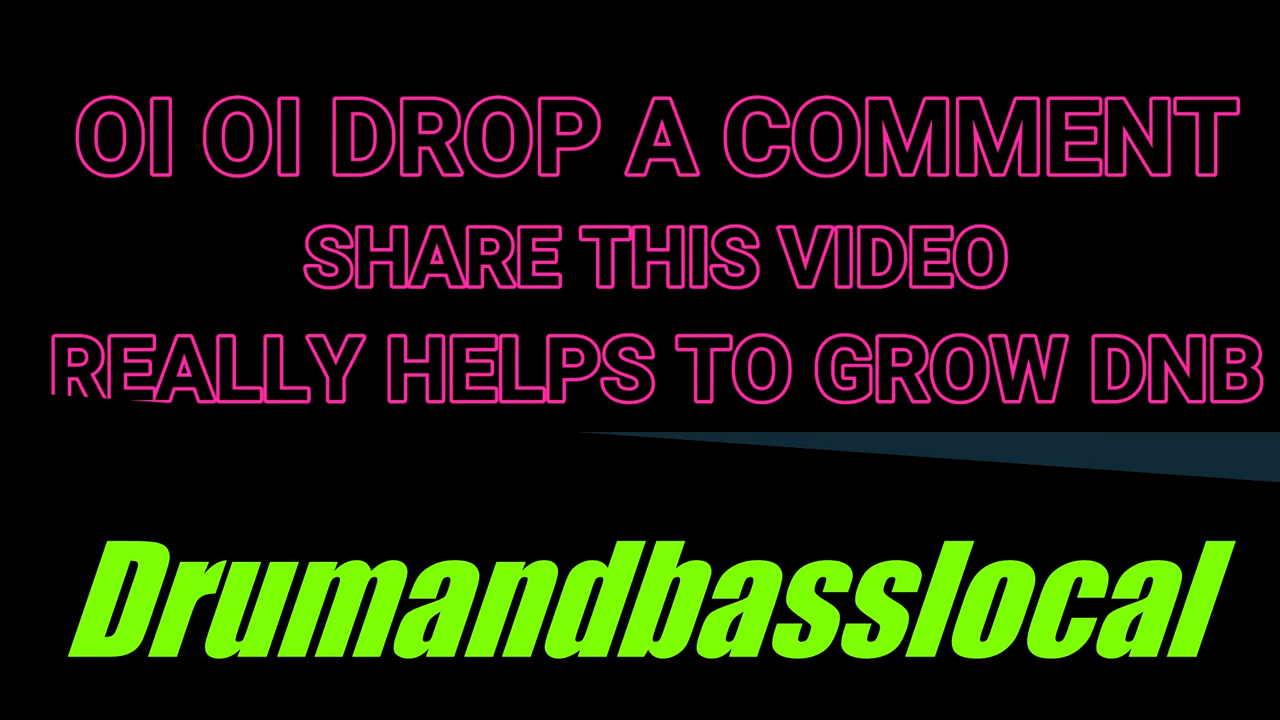 OI OI DROP A COMMENT
SHARE THIS VIDEO
REALLY HELPS TO GROW DNB
Drumandbasslocal